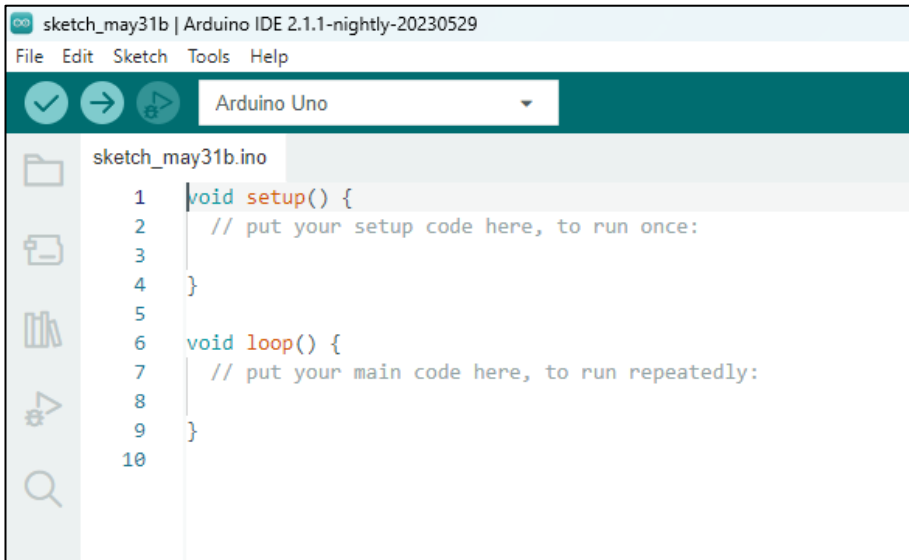 sketch_may31b | Arduino IDE 2.1.1-nightly-20230529
File Edit Sketch Tools Help
Arduino Uno
sketch_may31b.ino
1 void setup() {
2 // put your setup code here, to run once:
3
4 }
5
6 void loop() {
7 // put your main code here, to run repeatedly:
8
9 }
10